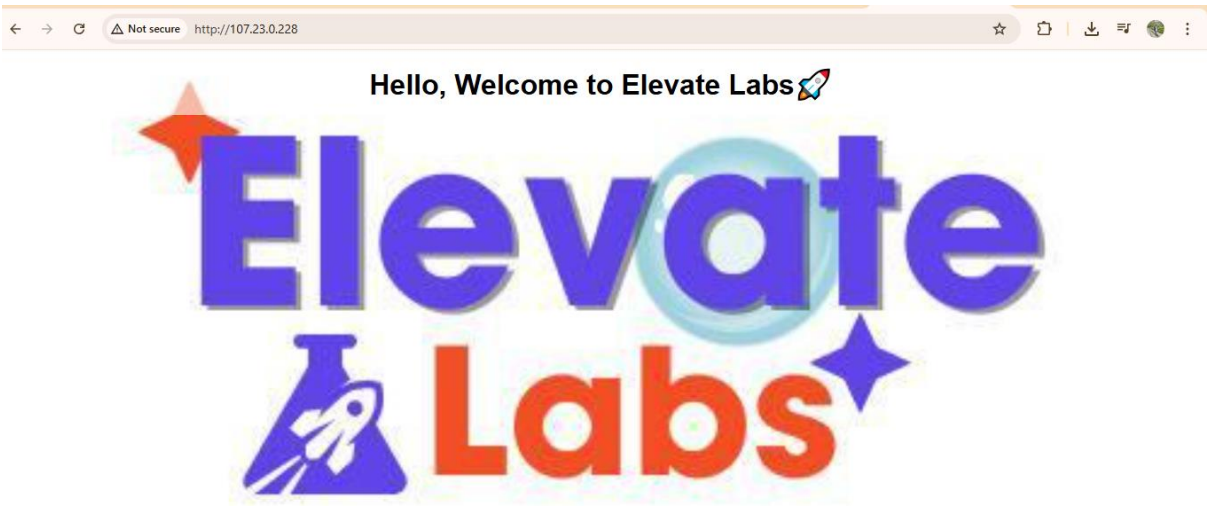 Not secure http://107.23.0.228
Hello, Welcome to Elevate Labs🚀
Elevate
Labs